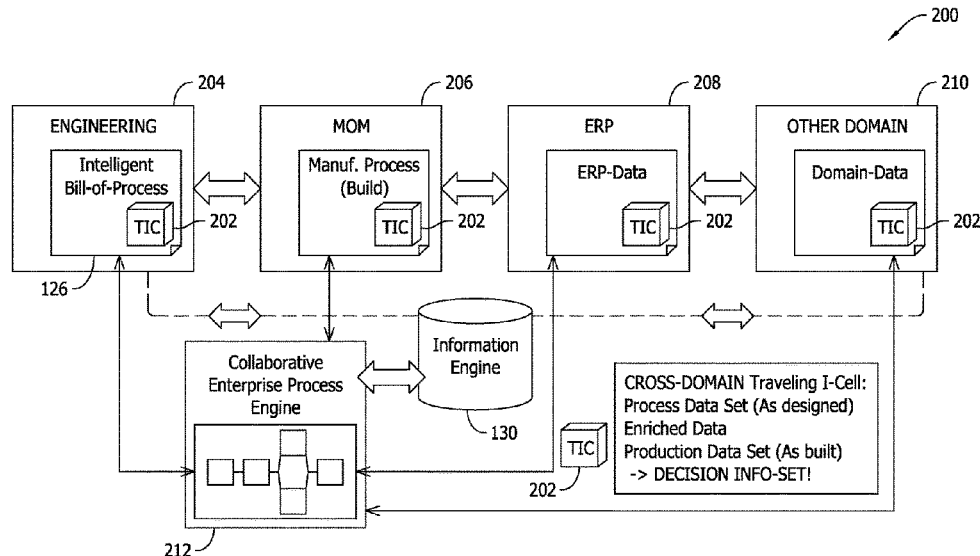 200
204
206
208
210
ENGINEERING
MOM
ERP
OTHER DOMAIN
Intelligent
Bill-of-Process
TIC
202
Manuf. Process
(Build)
TIC
202
ERP-Data
TIC
202
Domain-Data
TIC
202
126
Collaborative
Enterprise Process
Engine
212
Information
Engine
130
TIC
202
CROSS-DOMAIN Traveling I-Cell:
Process Data Set (As designed)
Enriched Data
Production Data Set (As built)
-> DECISION INFO-SET!